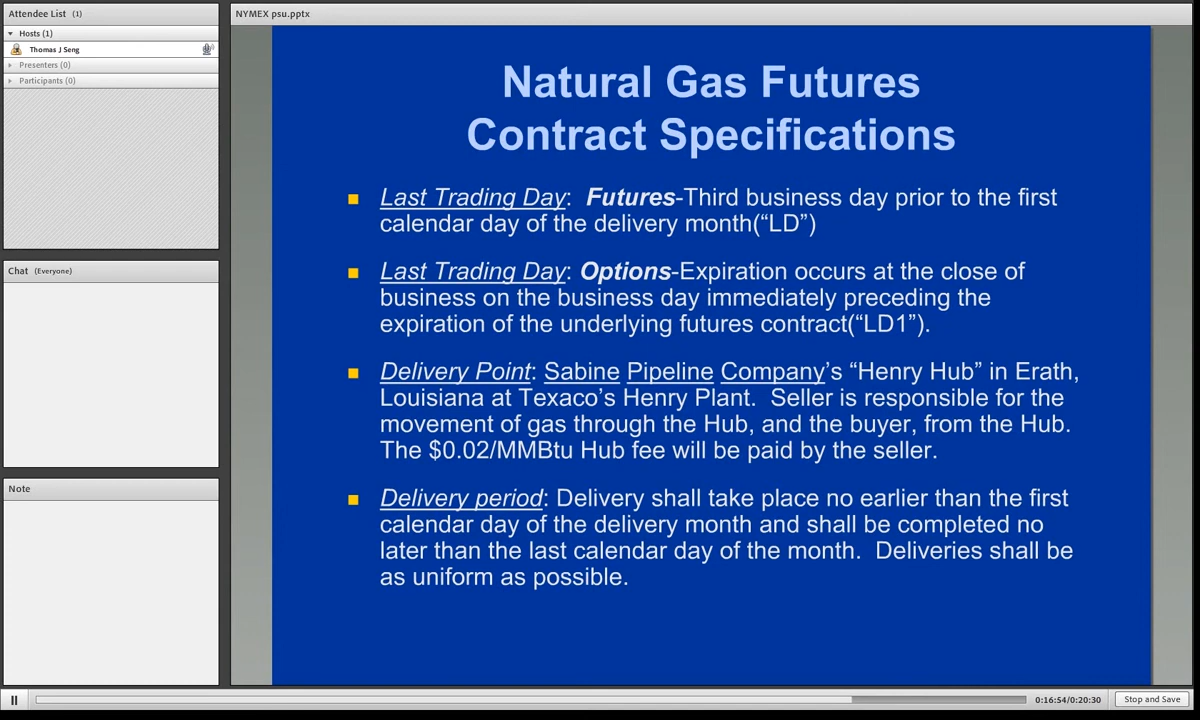 Attendee List (1)
Hosts (1)
Thomas J Seng
Presenters (0)
Participants (0)
Chat (Everyone)
Note
NYMEX psu.pptx
Natural Gas Futures
Contract Specifications
Last Trading Day: Futures-Third business day prior to the first
calendar day of the delivery month(“LD”)
Last Trading Day: Options-Expiration occurs at the close of
business on the business day immediately preceding the
expiration of the underlying futures contract(“LD1”).
Delivery Point: Sabine Pipeline Company’s “Henry Hub” in Erath,
Louisiana at Texaco’s Henry Plant. Seller is responsible for the
movement of gas through the Hub, and the buyer, from the Hub.
The $0.02/MMBtu Hub fee will be paid by the seller.
Delivery period: Delivery shall take place no earlier than the first
calendar day of the delivery month and shall be completed no
later than the last calendar day of the month. Deliveries shall be
as uniform as possible.
0:16:54/0:20:30
Stop and Save